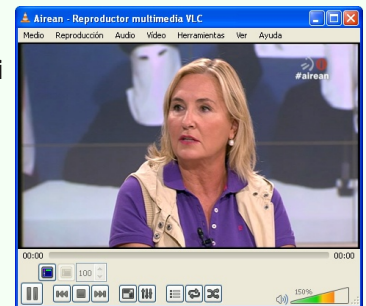 Airean - Reproductor multimedia VLC
Medio Reproducción Audio Vídeo Herramientas Ver Ayuda
i
#airean
00:00 00:00
100
150%